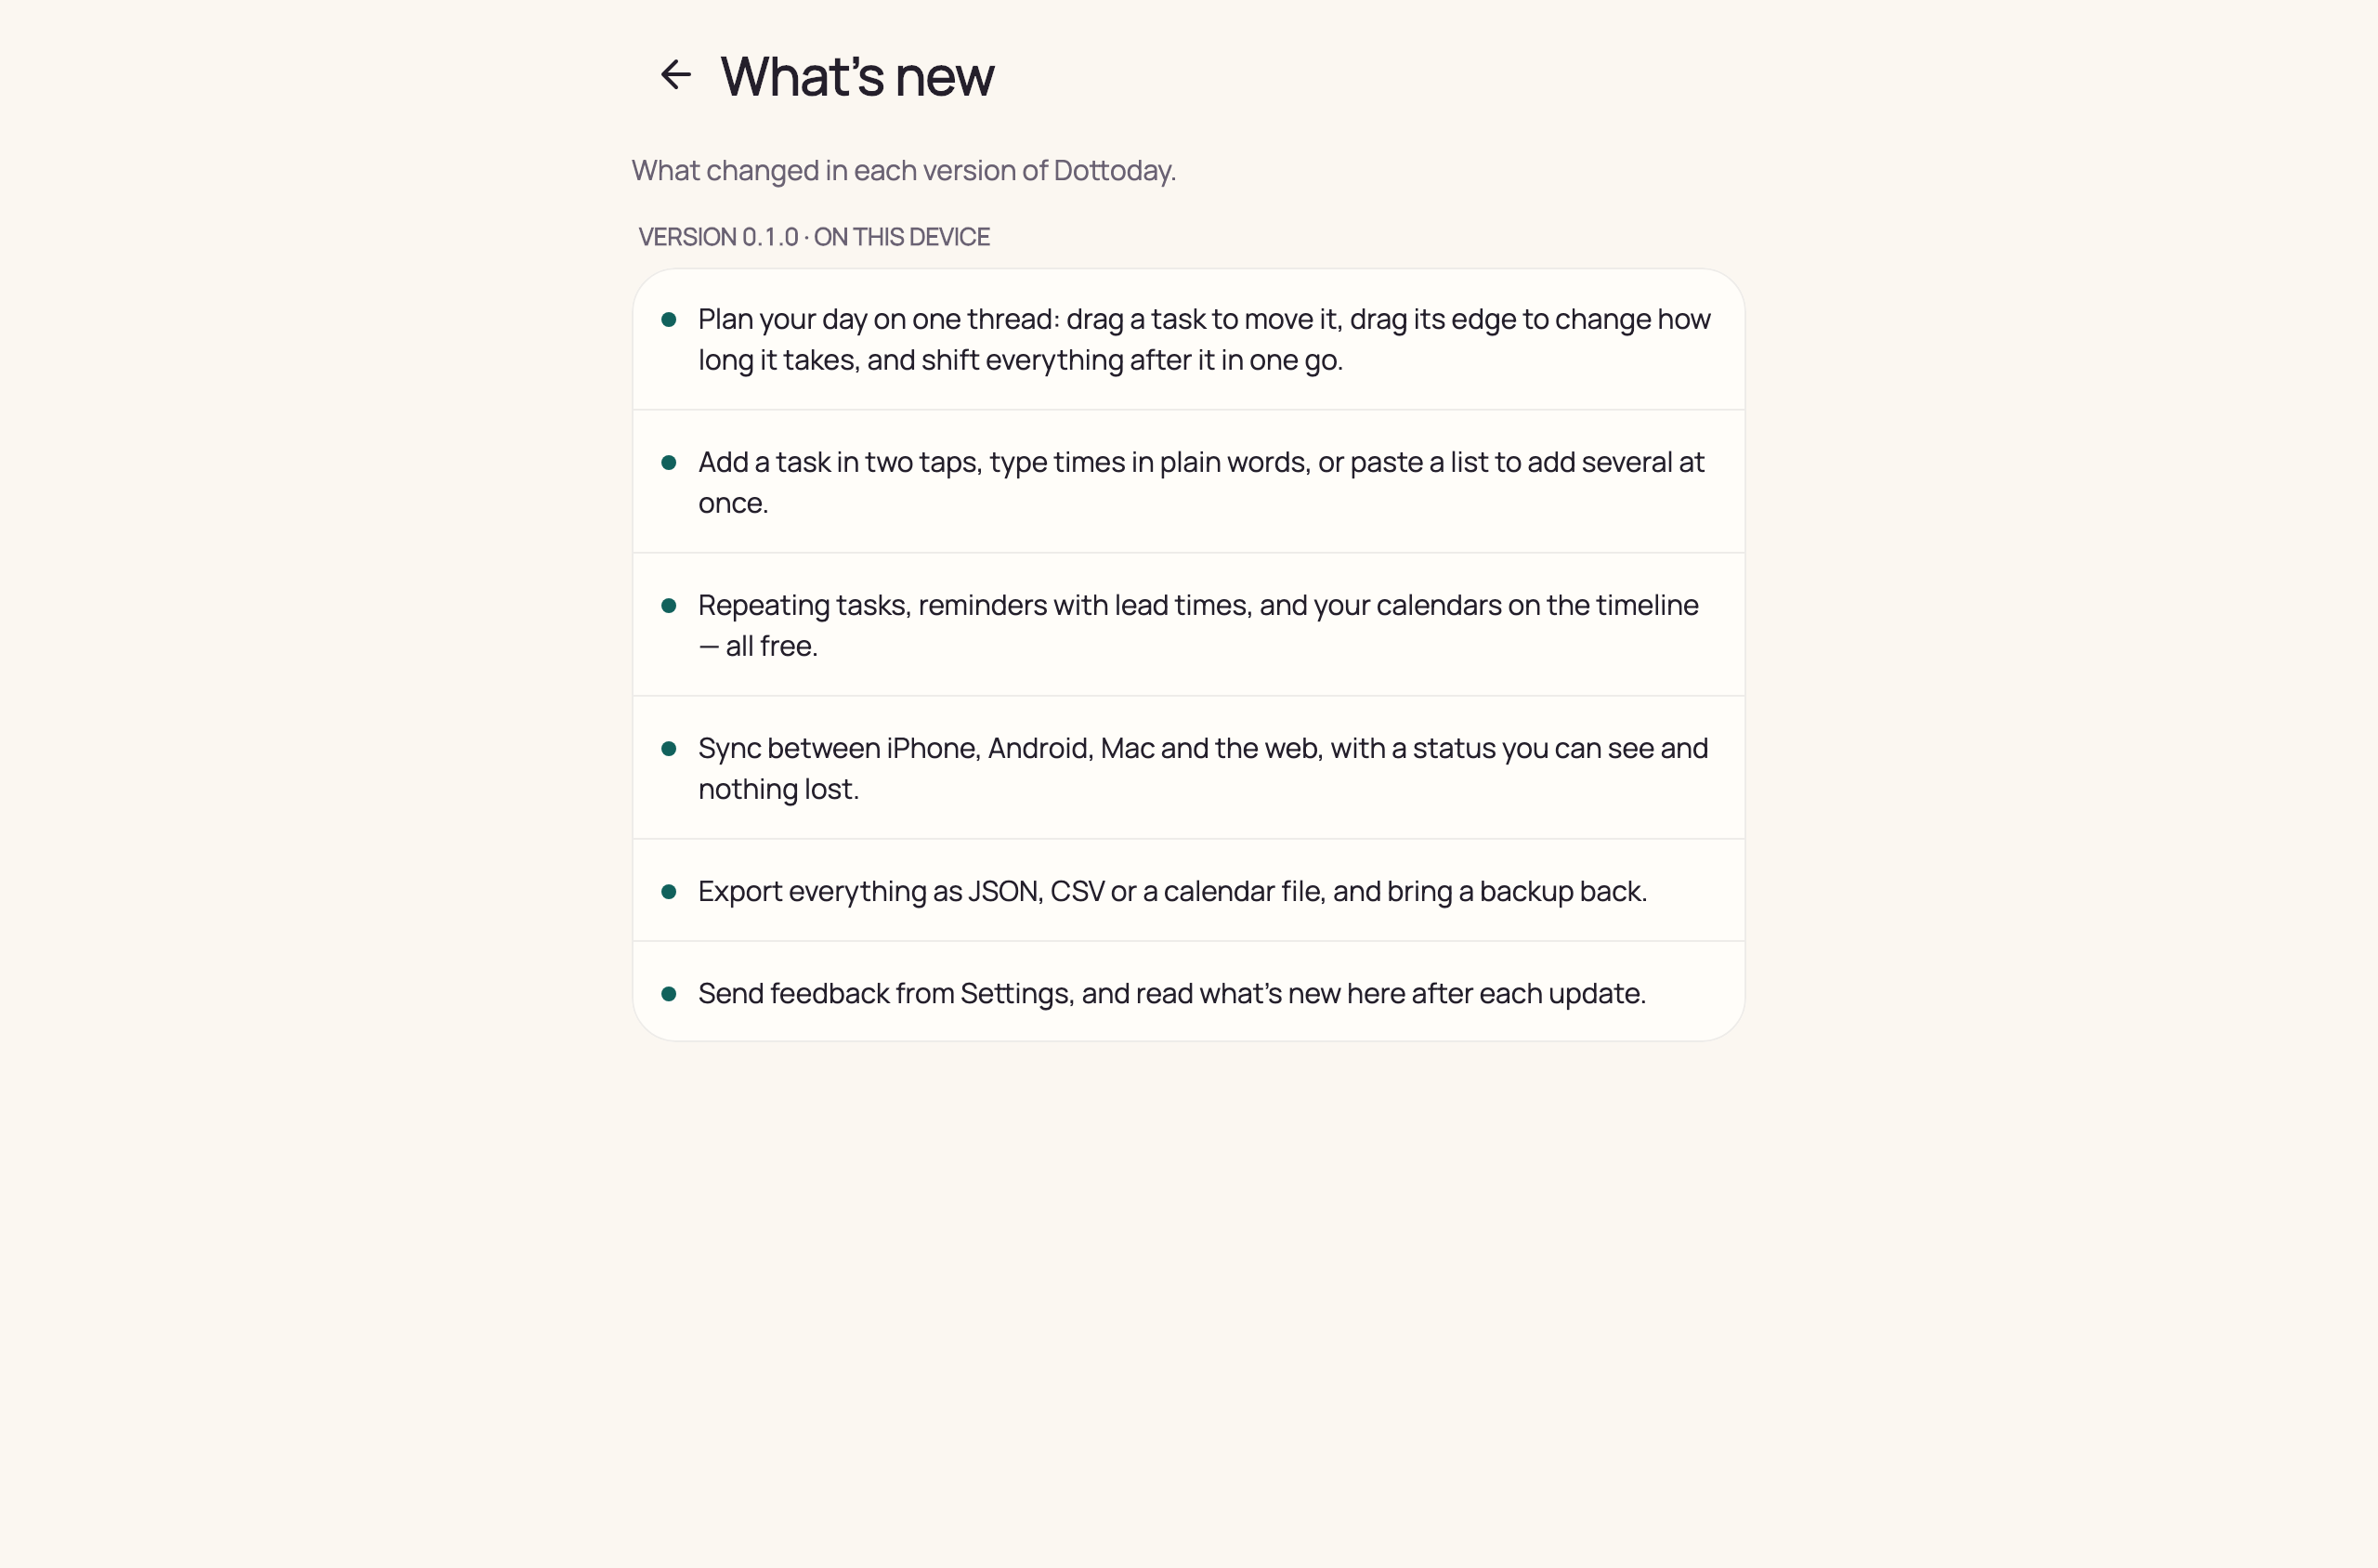 What's new
What changed in each version of Dottoday.
VERSION 0.1.0 · ON THIS DEVICE
Plan your day on one thread: drag a task to move it, drag its edge to change how
long it takes, and shift everything after it in one go.
Add a task in two taps, type times in plain words, or paste a list to add several at
once.
Repeating tasks, reminders with lead times, and your calendars on the timeline
— all free.
Sync between iPhone, Android, Mac and the web, with a status you can see and
nothing lost.
Export everything as JSON, CSV or a calendar file, and bring a backup back.
Send feedback from Settings, and read what's new here after each update.